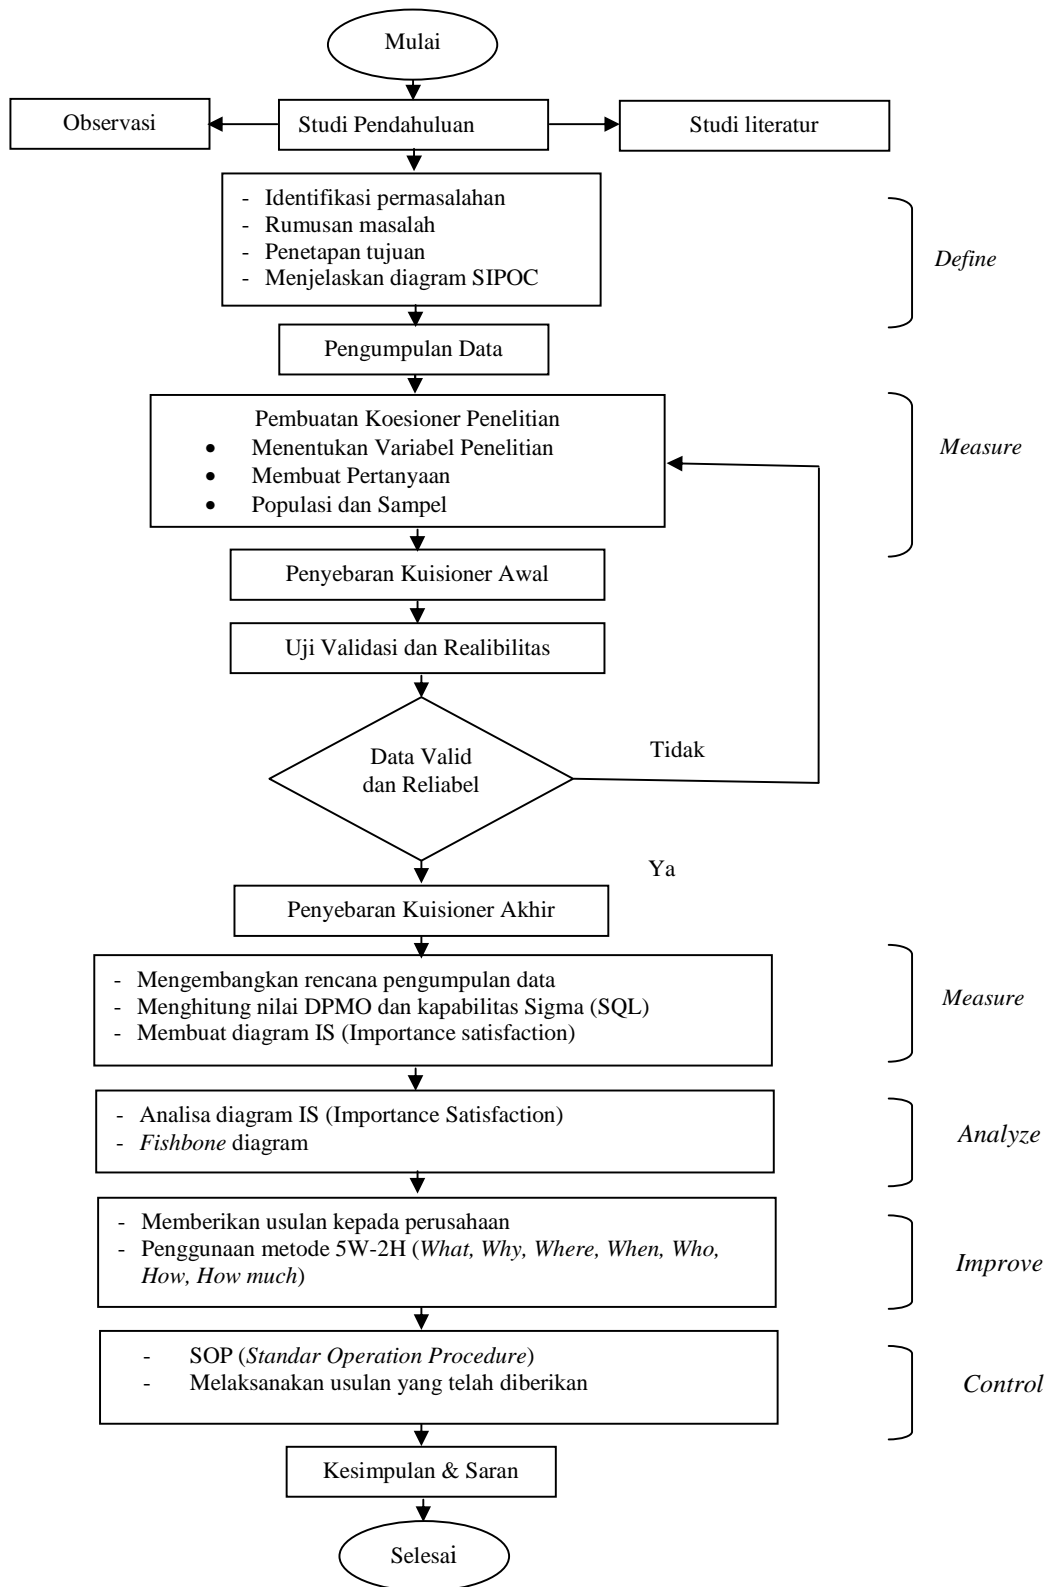 Mulai
Observasi
Studi Pendahuluan
Studi literatur
- Identifikasi permasalahan
- Rumusan masalah
- Penetapan tujuan
- Menjelaskan diagram SIPOC
Define
Pengumpulan Data
Pembuatan Koesioner Penelitian
• Menentukan Variabel Penelitian
• Membuat Pertanyaan
• Populasi dan Sampel
Measure
Penyebaran Kuisioner Awal
Uji Validasi dan Realibilitas
Data Valid
dan Reliabel
Tidak
Ya
Penyebaran Kuisioner Akhir
- Mengembangkan rencana pengumpulan data
- Menghitung nilai DPMO dan kapabilitas Sigma (SQL)
- Membuat diagram IS (Importance satisfaction)
Measure
- Analisa diagram IS (Importance Satisfaction)
- Fishbone diagram
Analyze
- Memberikan usulan kepada perusahaan
- Penggunaan metode 5W-2H (What, Why, Where, When, Who,
How, How much)
Improve
- SOP (Standar Operation Procedure)
- Melaksanakan usulan yang telah diberikan
Control
Kesimpulan & Saran
Selesai